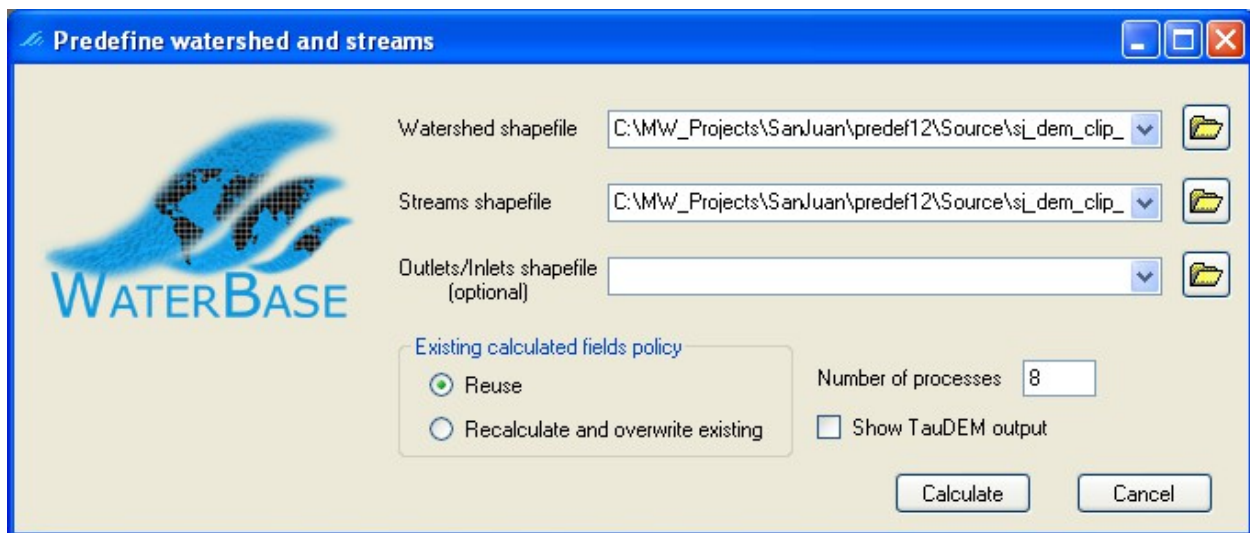 Predefine watershed and streams
WATERBASE
Watershed shapefile
C:\MW_Projects\SanJuan\predef12\Source\sj_dem_clip_
Streams shapefile
C:\MW_Projects\SanJuan\predef12\Source\sj_dem_clip_
Outlets/Inlets shapefile
(optional)
Existing calculated fields policy
Reuse
Recalculate and overwrite existing
Number of processes 8
Show TauDEM output
Calculate
Cancel